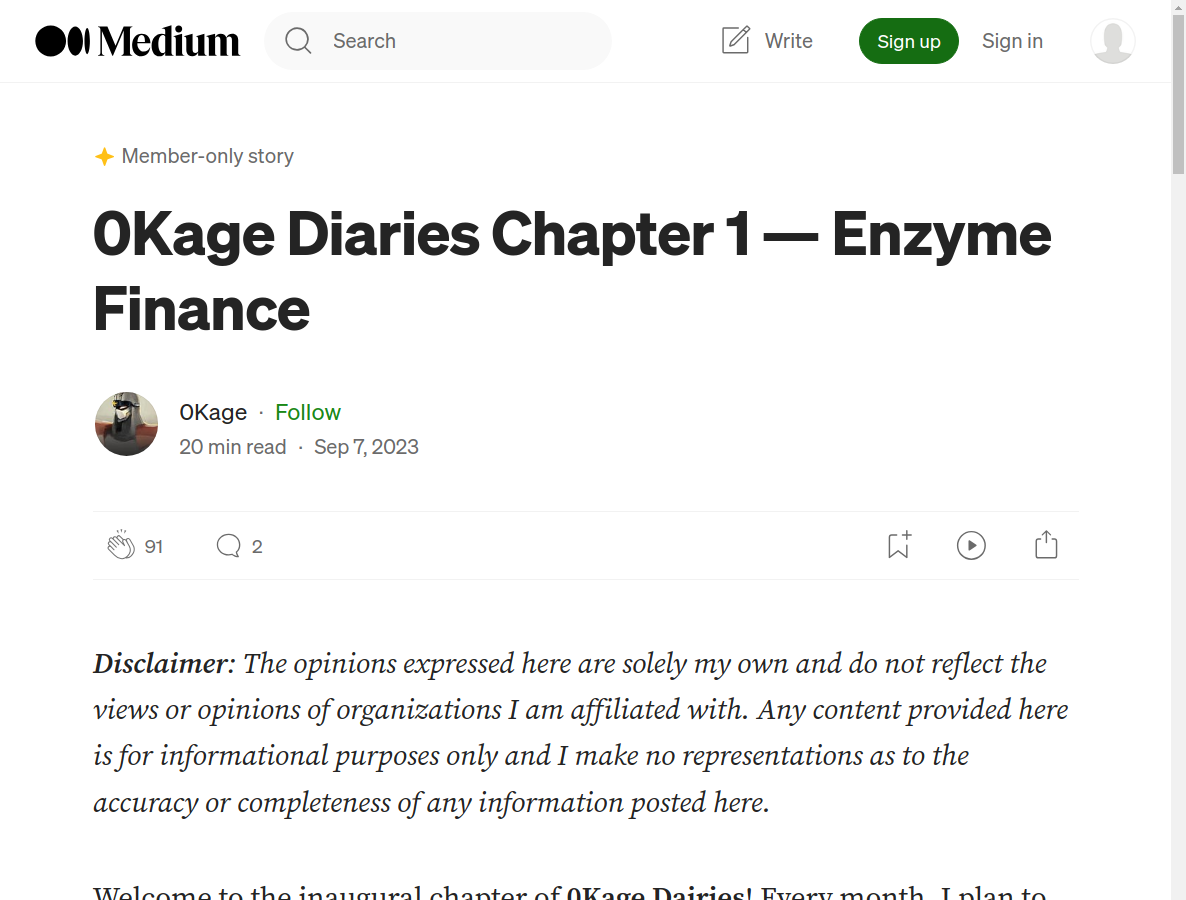 Medium
Search
Write
Sign up
Sign in
Member-only story
0Kage Diaries Chapter 1 — Enzyme
Finance
0Kage · Follow
20 min read · Sep 7, 2023
91
2
Disclaimer: The opinions expressed here are solely my own and do not reflect the
views or opinions of organizations I am affiliated with. Any content provided here
is for informational purposes only and I make no representations as to the
accuracy or completeness of any information posted here.
Welcome to the inaugural chapter of 0Kage Dairies! Every month, I plan to